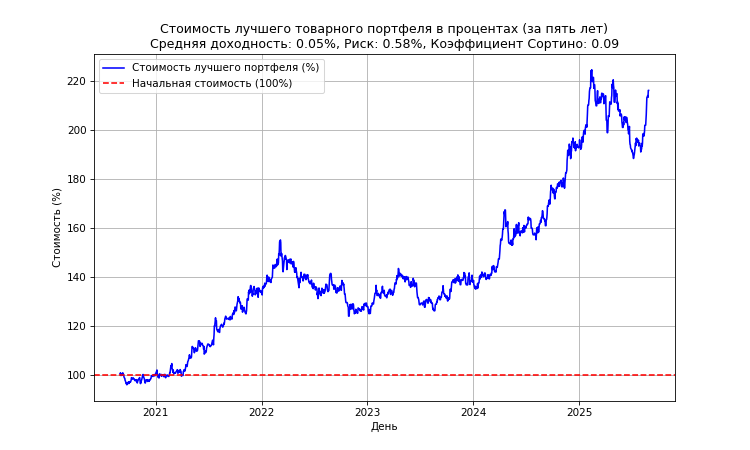 Стоимость лучшего товарного портфеля в процентах (за пять лет)
Средняя доходность: 0.05%, Риск: 0.58%, Коэффициент Сортино: 0.09
Стоимость лучшего портфеля (%)
Начальная стоимость (100%)
Стоимость (%)
220
200
180
160
140
120
100
2021
2022
2023
2024
2025
День